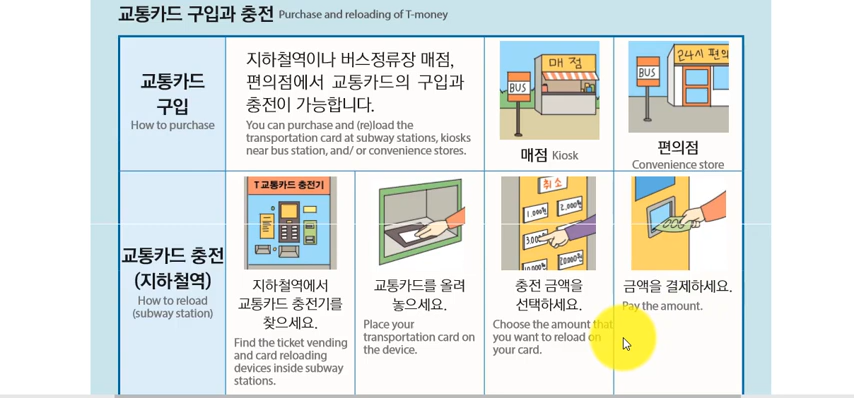 교통카드 구입과 충전 Purchase and reloading of T-money
교통카드
구입
How to purchase
지하철역이나 버스정류장 매점,
편의점에서 교통카드의 구입과
충전이 가능합니다.
You can purchase and (re)load the
transportation card at subway stations, kiosks
near bus station, and/ or convenience stores.
BUS
매 점
매점 Kiosk
BUS
24시 편의
편의점
Convenience store
교통카드 충전
(지하철역)
How to reload
(subway station)
T 교통카드 충전기
지하철역에서
교통카드 충전기를
찾으세요.
Find the ticket vending
and card reloading
devices inside subway
stations.
교통카드를 올려
놓으세요.
Place your
transportation card on
the device.
취소
1,000원 2,000원
3,000
10,000 20,000원
충전 금액을
선택하세요.
Choose the amount that
you want to reload on
your card.
금액을 결제하세요.
Pay the amount.